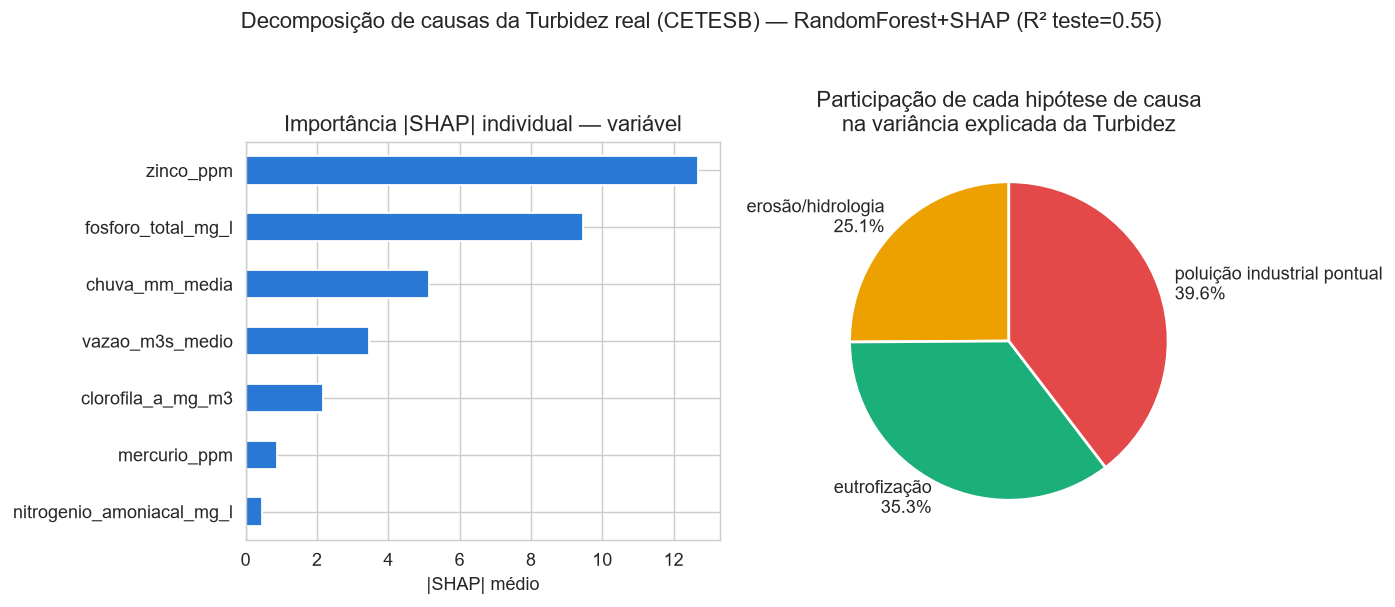 Decomposição de causas da Turbidez real (CETESB) — RandomForest+SHAP (R² teste=0.55)
Importância |SHAP| individual — variável
zinco_ppm
fosforo_total_mg_l
chuva_mm_media
vazao_m3s_medio
clorofila_a_mg_m3
mercurio_ppm
nitrogenio_amoniacal_mg_l
0 2 4 6 8 10 12
|SHAP| médio
Participação de cada hipótese de causa
na variância explicada da Turbidez
erosão/hidrologia
25.1%
poluição industrial pontual
39.6%
eutrofização
35.3%